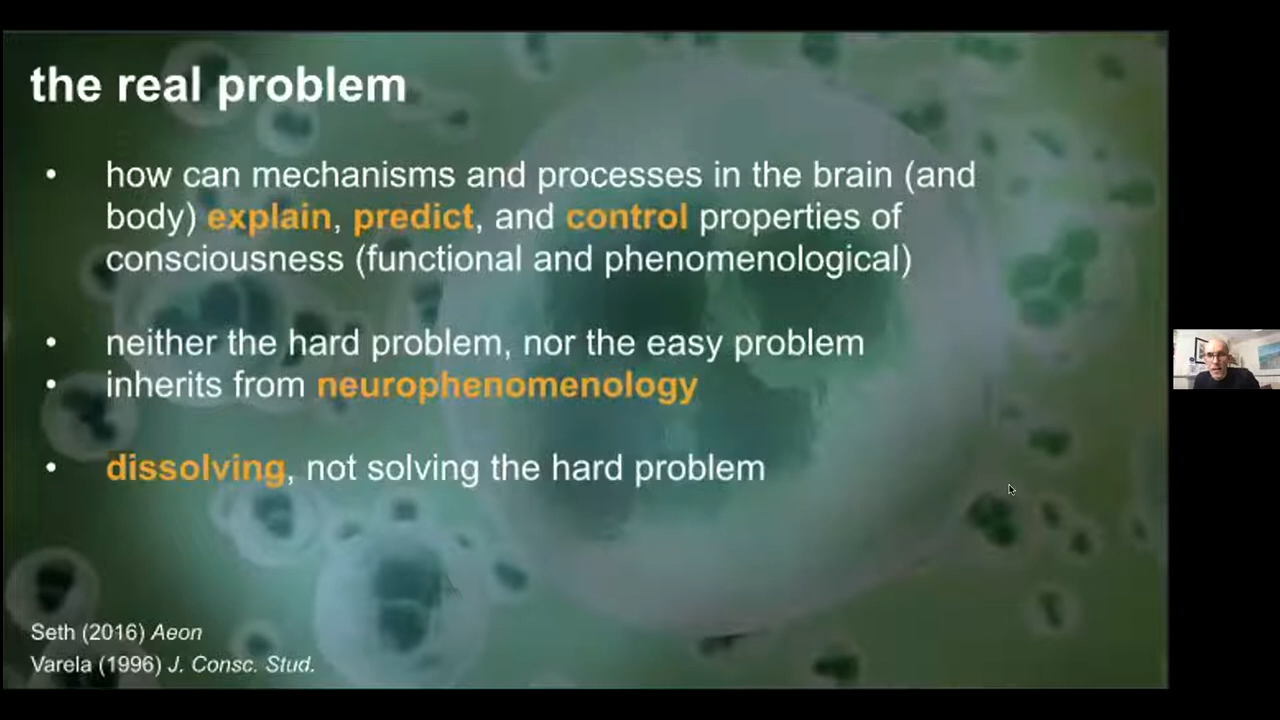 the real problem
• how can mechanisms and processes in the brain (and
body) explain, predict, and control properties of
consciousness (functional and phenomenological)
• neither the hard problem, nor the easy problem
• inherits from neurophenomenology
• dissolving, not solving the hard problem
Seth (2016) Aeon
Varela (1996) J. Consc. Stud.